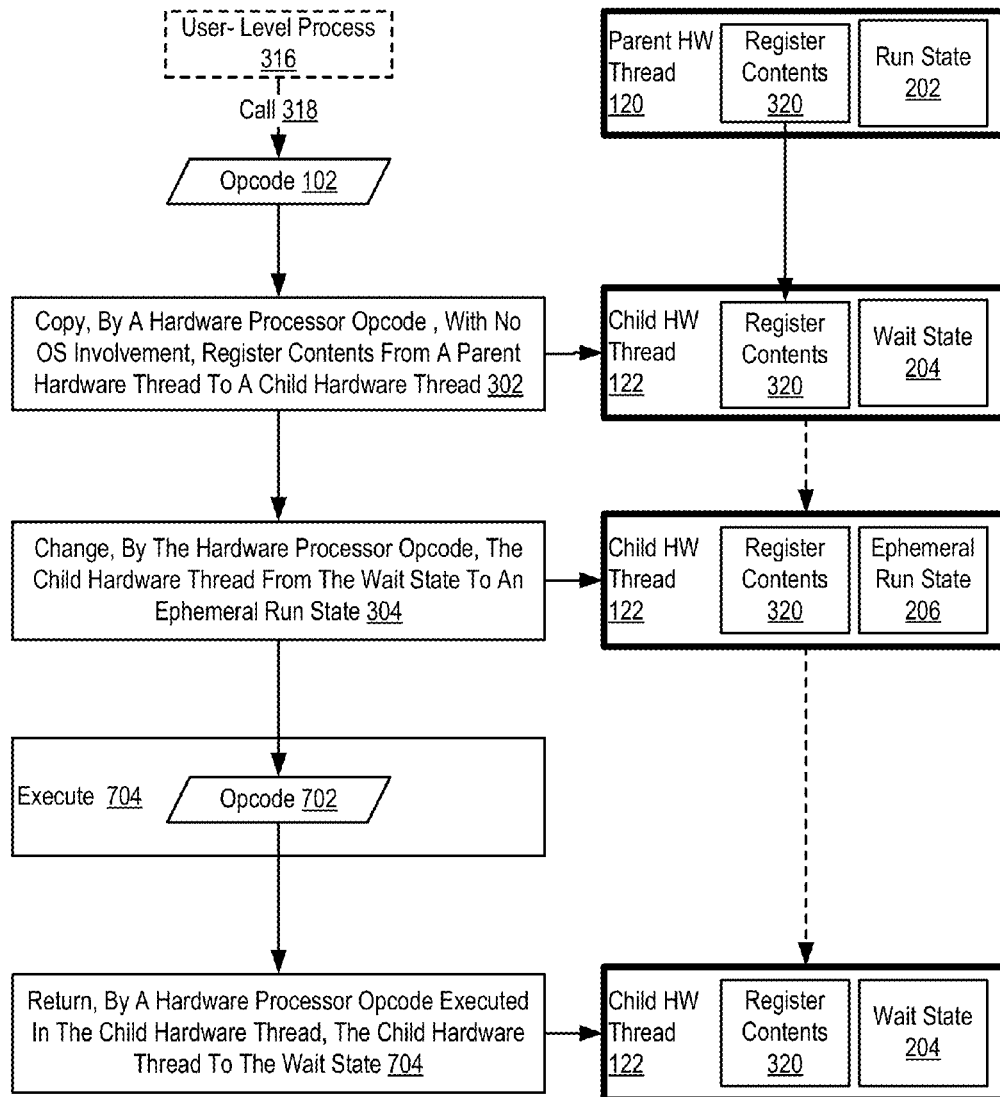 User- Level Process
316
Call 318
Opcode 102
Parent HW
Thread
120
Register
Contents
320
Run State
202
Copy, By A Hardware Processor Opcode , With No
OS Involvement, Register Contents From A Parent
Hardware Thread To A Child Hardware Thread 302
Child HW
Thread
122
Register
Contents
320
Wait State
204
Change, By The Hardware Processor Opcode, The
Child Hardware Thread From The Wait State To An
Ephemeral Run State 304
Child HW
Thread
122
Register
Contents
320
Ephemeral
Run State
206
Execute 704
Opcode 702
Return, By A Hardware Processor Opcode Executed
In The Child Hardware Thread, The Child Hardware
Thread To The Wait State 704
Child HW
Thread
122
Register
Contents
320
Wait State
204